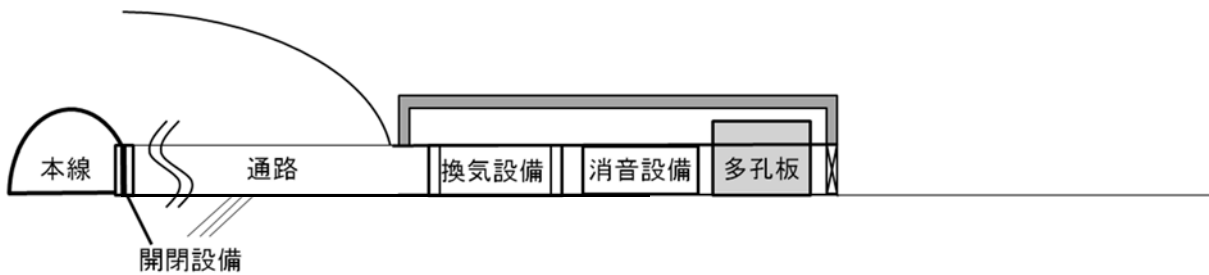 本線
通路
換気設備
消音設備
多孔板
開閉設備